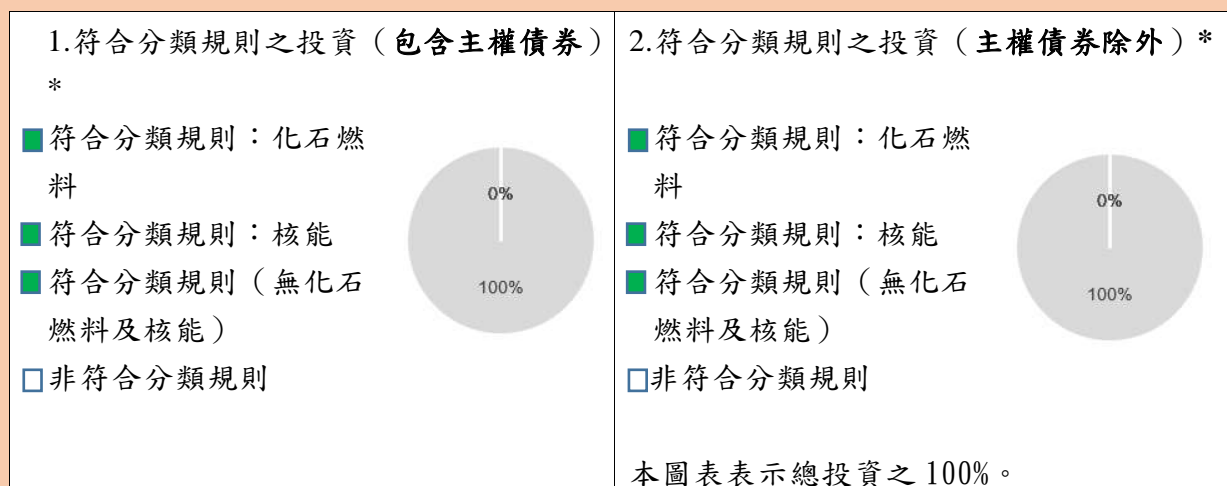 1.符合分類規則之投資（包含主權債券）
*
符合分類規則：化石燃
料
符合分類規則：核能
符合分類規則（無化石
燃料及核能）
非符合分類規則
0%
100%
2.符合分類規則之投資（主權債券除外）*
符合分類規則：化石燃
料
符合分類規則：核能
符合分類規則（無化石
燃料及核能）
非符合分類規則
0%
100%
本圖表表示總投資之 100%。